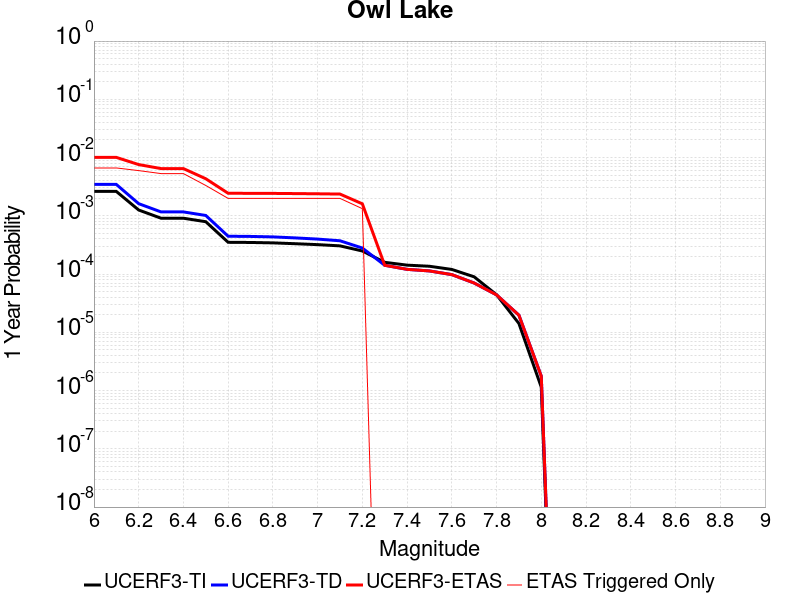 Owl Lake
10^0
10^-1
10^-2
10^-3
10^-4
10^-5
10^-6
10^-7
10^-8
1 Year Probability
6 6.2 6.4 6.6 6.8 7 7.2 7.4 7.6 7.8 8 8.2 8.4 8.6 8.8 9
Magnitude
UCERF3-TI UCERF3-TD UCERF3-ETAS ETAS Triggered Only